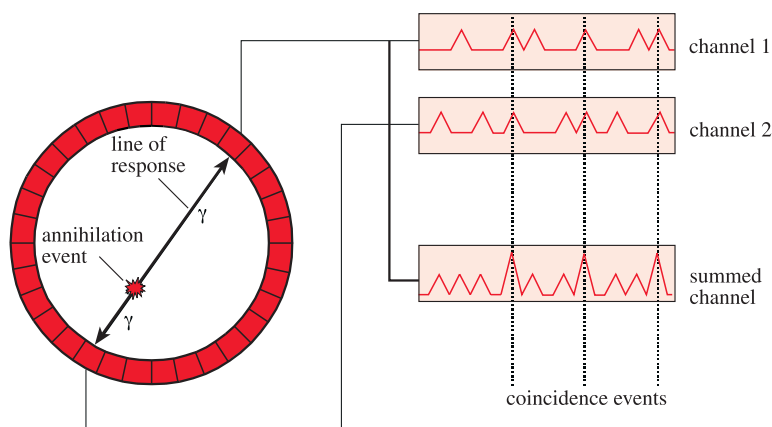 channel 1
channel 2
line of
response
γ
annihilation
event
γ
summed
channel
coincidence events